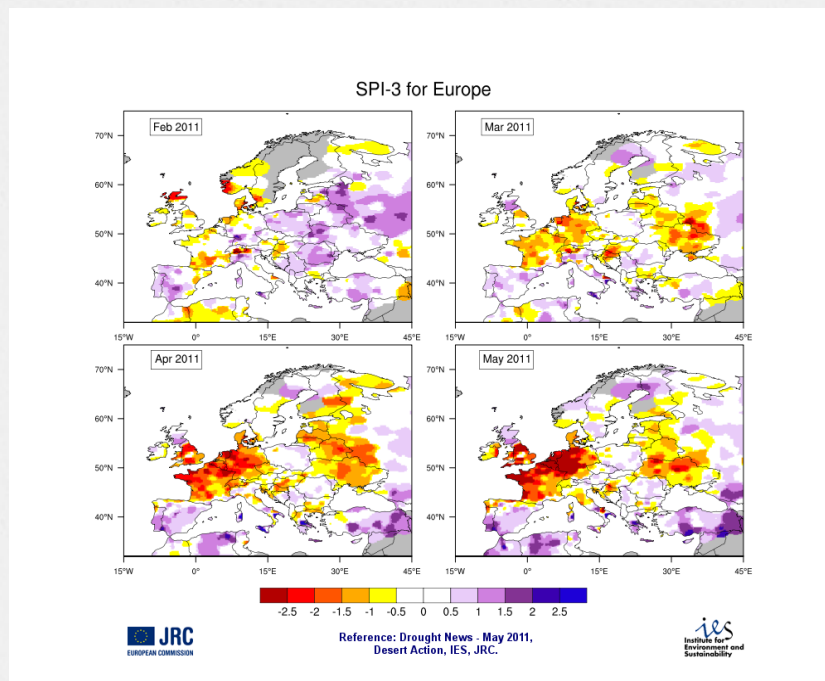 SPI-3 for Europe
Feb 2011
Mar 2011
70°N
60°N
50°N
40°N
15°W 0° 15°E 30°E 45°E
70°N
60°N
50°N
40°N
15°W 0° 15°E 30°E 45°E
Apr 2011
May 2011
70°N
60°N
50°N
40°N
15°W 0° 15°E 30°E 45°E
70°N
60°N
50°N
40°N
15°W 0° 15°E 30°E 45°E
-2.5 -2 -1.5 -1 -0.5 0 0.5 1 1.5 2 2.5
JRC
EUROPEAN COMMISSION
Reference: Drought News - May 2011,
Desert Action, IES, JRC.
ies
Institute for
Environment and
Sustainability